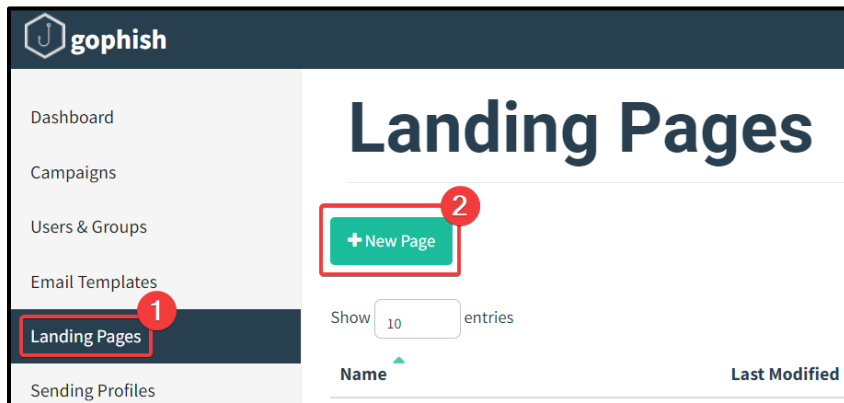 gophish
Dashboard
Campaigns
Users & Groups
Email Templates
1
Landing Pages
Sending Profiles
Landing Pages
2
+ New Page
Show 10 entries
Name Last Modified